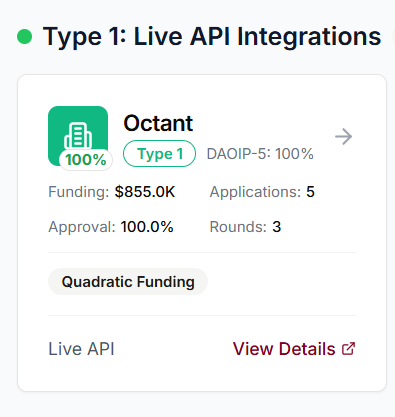 Type 1: Live API Integrations
Octant
100%
Type 1 DAOIP-5: 100%
Funding: $855.0K Applications: 5
Approval: 100.0% Rounds: 3
Quadratic Funding
Live API View Details